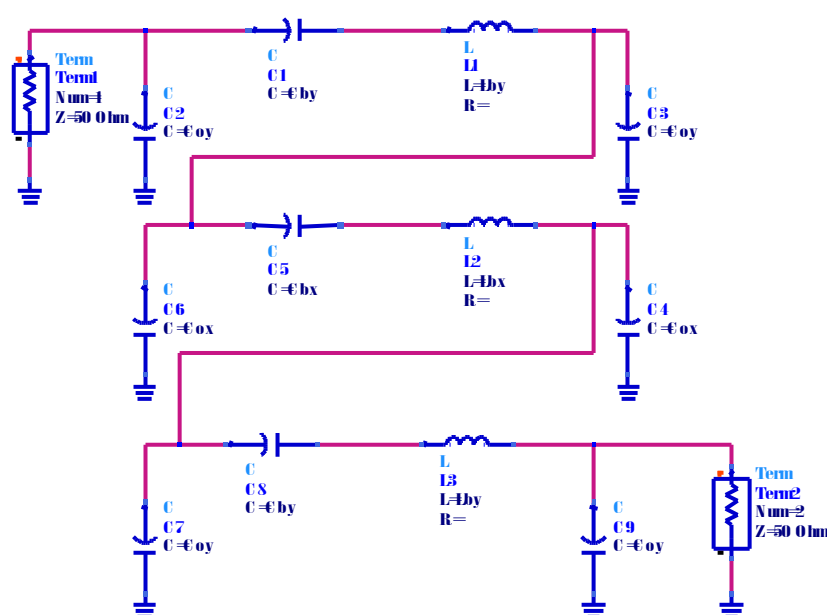 Term
Term1
Num=1
Z=50 Ohm
C
C2
C=Coy
C
C1
C=Cby
L
L1
L=Lby
R=
C
C3
C=Coy
C
C6
C=Cox
C
C5
C=Cbx
L
L2
L=Lbx
R=
C
C4
C=Cox
C
C7
C=Coy
C
C8
C=Cby
L
L3
L=Lby
R=
C
C9
C=Coy
Term
Term2
Num=2
Z=50 Ohm